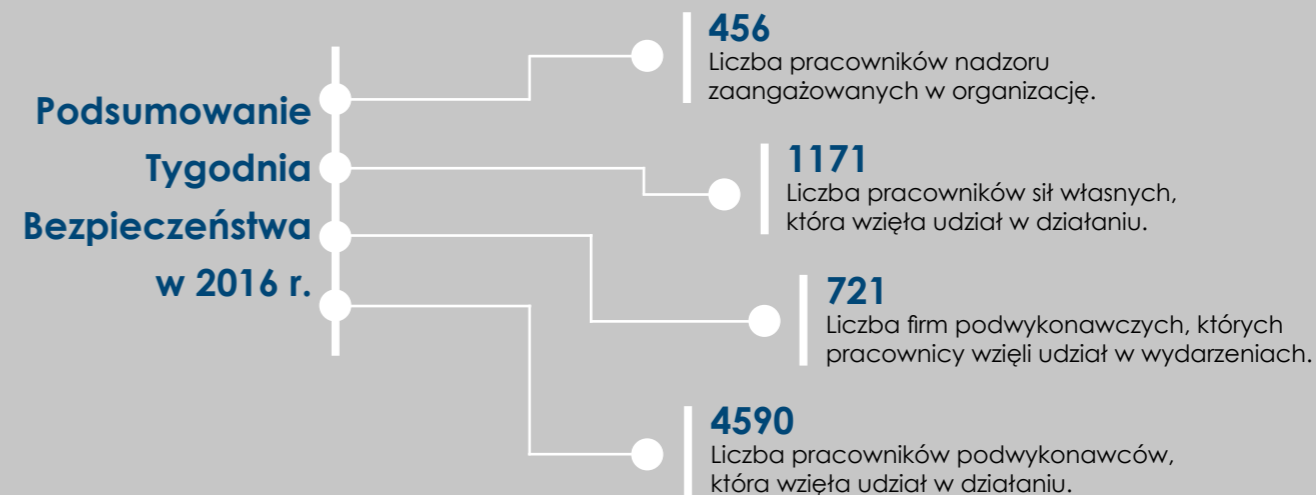 Podsumowanie
Tygodnia
Bezpieczeństwa
w 2016 r.
456
Liczba pracowników nadzoru
zaangażowanych w organizację.
1171
Liczba pracowników sił własnych,
która wzięła udział w działaniu.
721
Liczba firm podwykonawczych, których
pracownicy wzięli udział w wydarzeniach.
4590
Liczba pracowników podwykonawców,
która wzięła udział w działaniu.